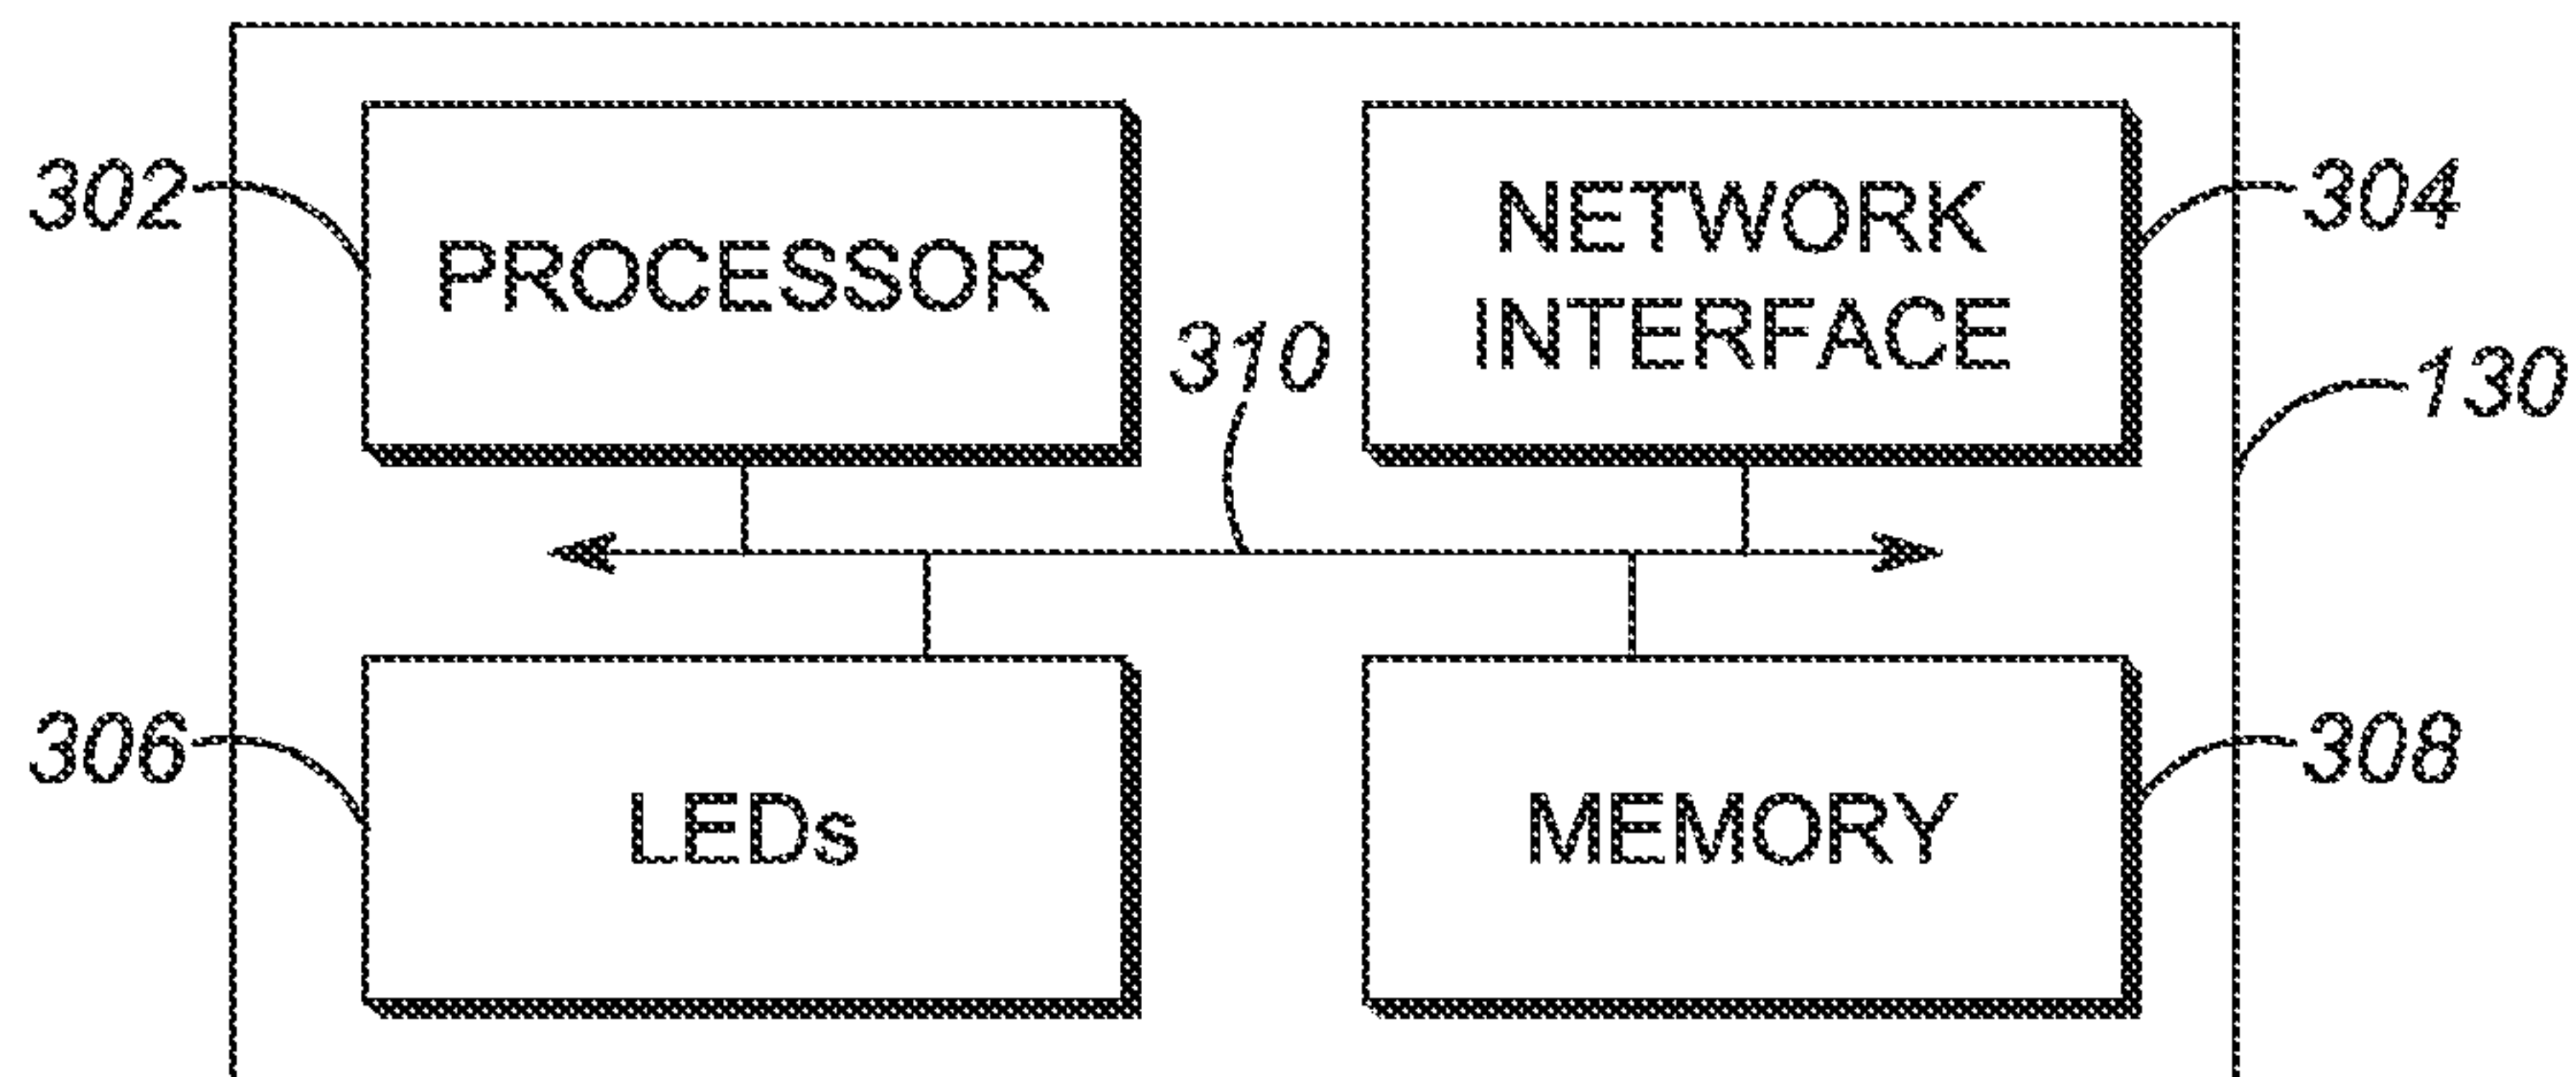 302
PROCESSOR
NETWORK
INTERFACE
304
310
130
306
LEDs
MEMORY
308